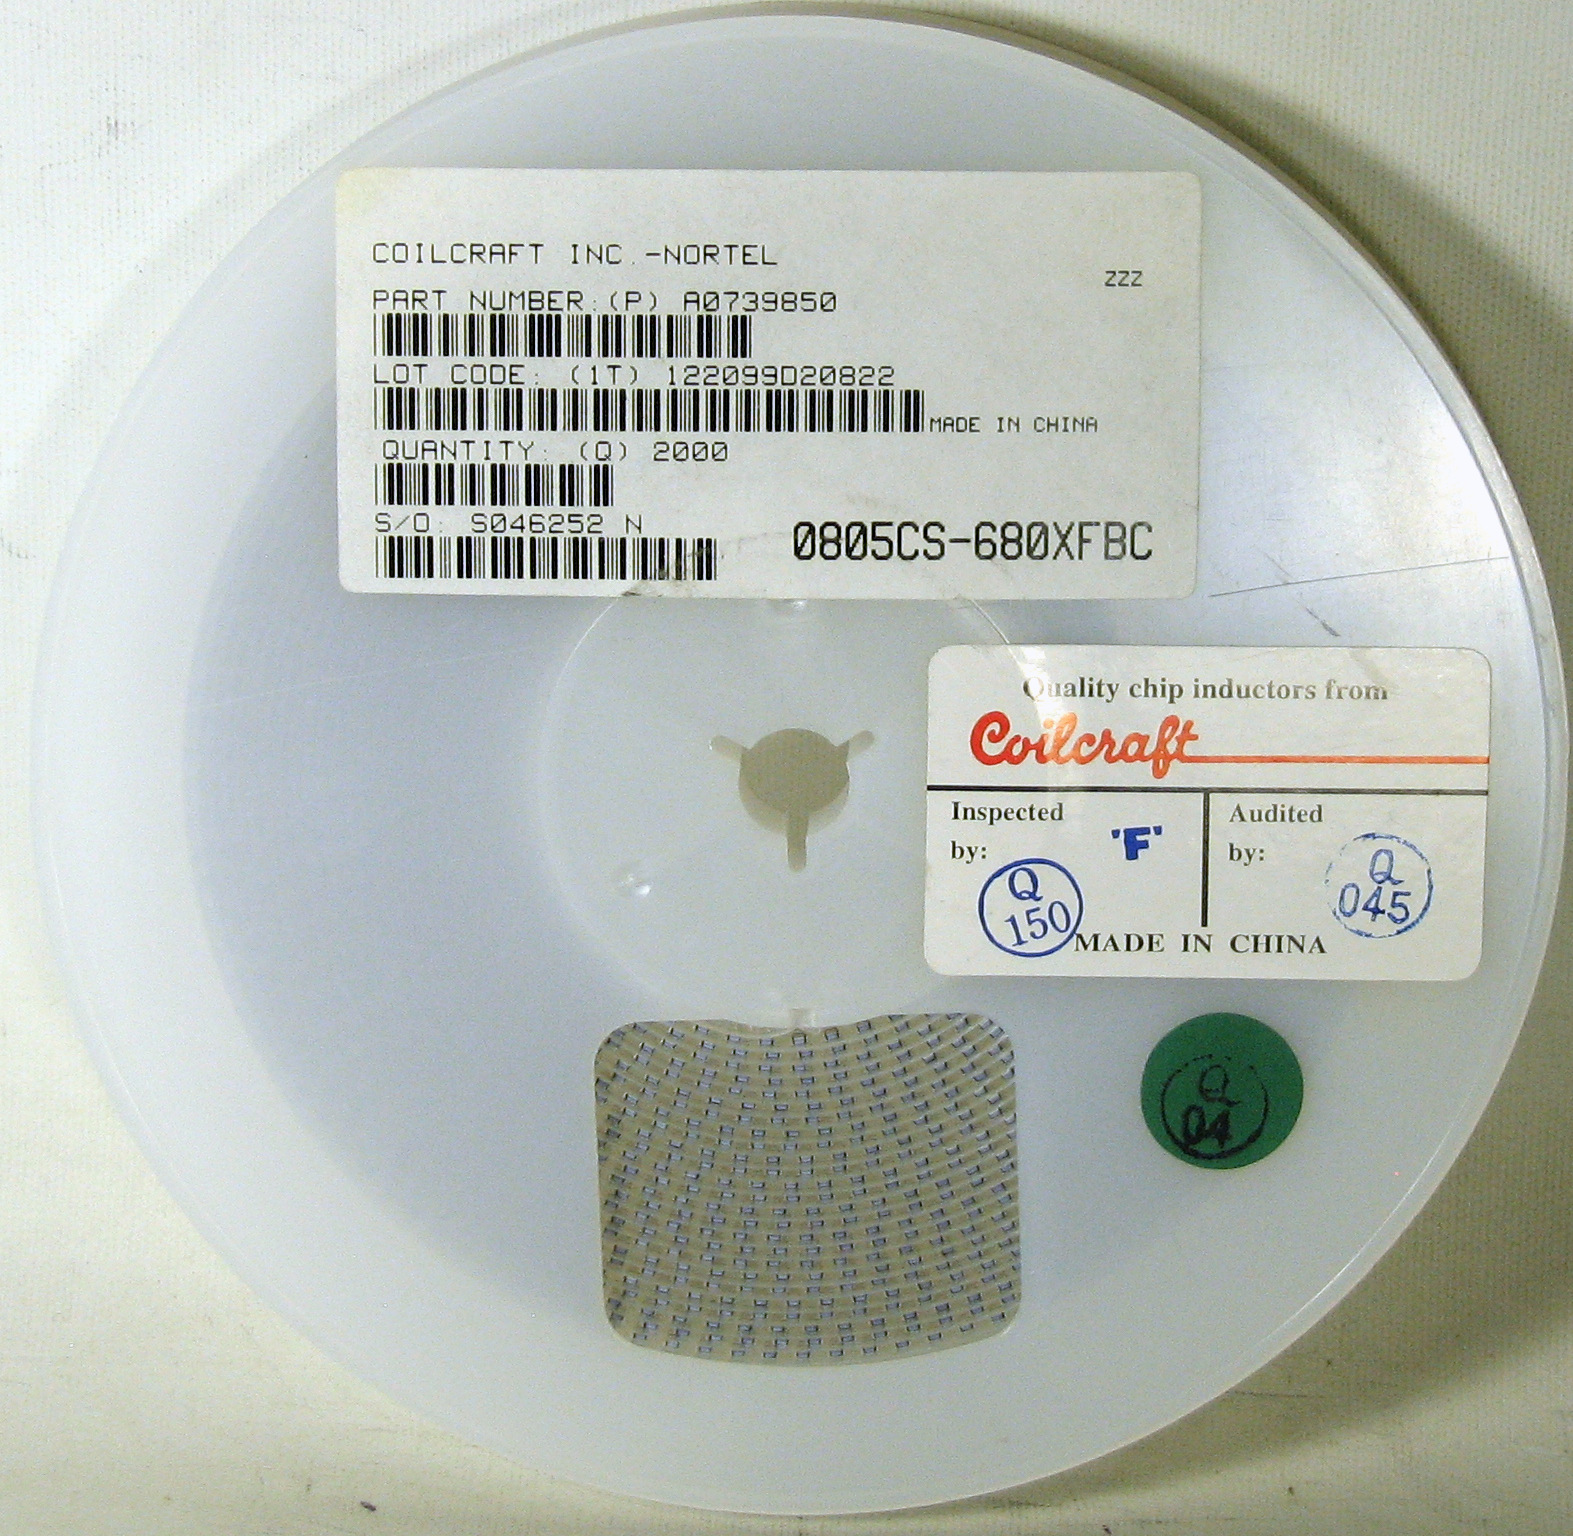 COILCRAFT INC.-NORTEL
ZZZ
PART NUMBER:(P) A0739850
LOT CODE: (1T) 122099D20822
MADE IN CHINA
QUANTITY: (Q) 2000
S/O: S046252 N
0805CS-680XFBC
Quality chip inductors from
Coilcraft
Inspected
by:
'F'
Q
150
Audited
by:
Q
045
MADE IN CHINA
Q
04